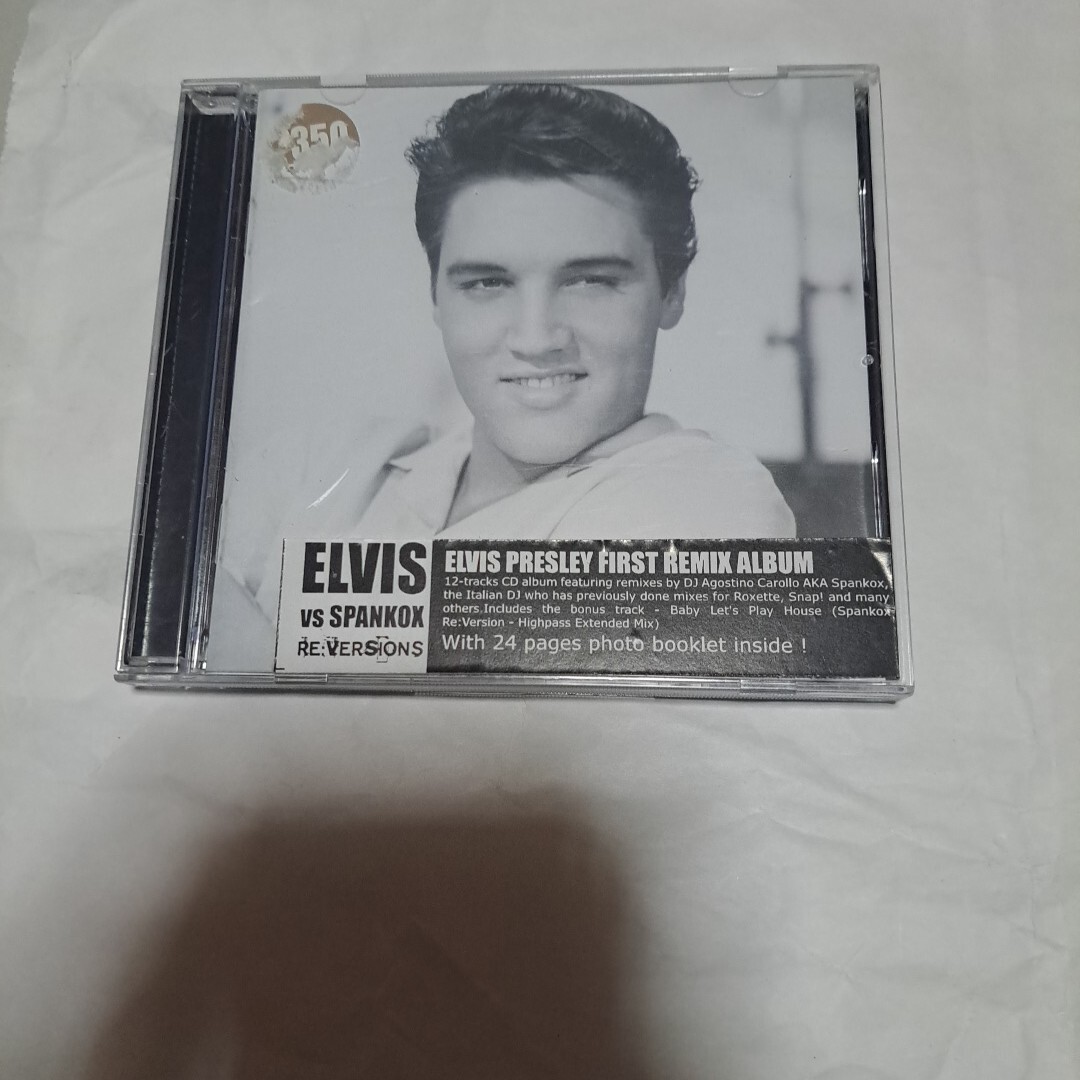 350
ELVIS
vs SPANKOX
RE:VERSIONS
ELVIS PRESLEY FIRST REMIX ALBUM
12-tracks CD album featuring remixes by DJ Agostino Carollo AKA Spankox,
the Italian DJ who has previously done mixes for Roxette, Snap! and many
others.Includes the bonus track - Baby Let's Play House (Spankox
Re:Version - Highpass Extended Mix)
With 24 pages photo booklet inside !